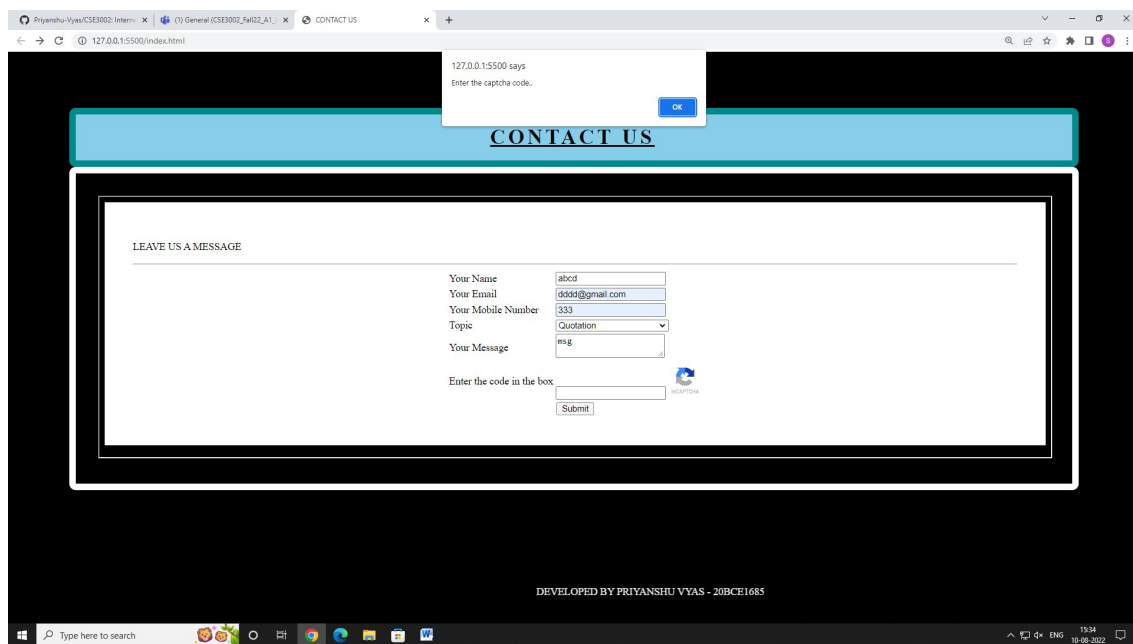 Priyanshu-Vyas/CSE3002: Interne
(1) General (CSE3002_Fall22_A1_
CONTACT US
127.0.0.1:5500/index.html
S
127.0.0.1:5500 says
Enter the captcha code..
OK
CONTACT US
LEAVE US A MESSAGE
Your Name abcd
Your Email dddd@gmail.com
Your Mobile Number 333
Topic Quotation
Your Message msg
Enter the code in the box
reCAPTCHA
Submit
DEVELOPED BY PRIYANSHU VYAS - 20BCE1685
Type here to search
W
ENG
15:34
10-08-2022